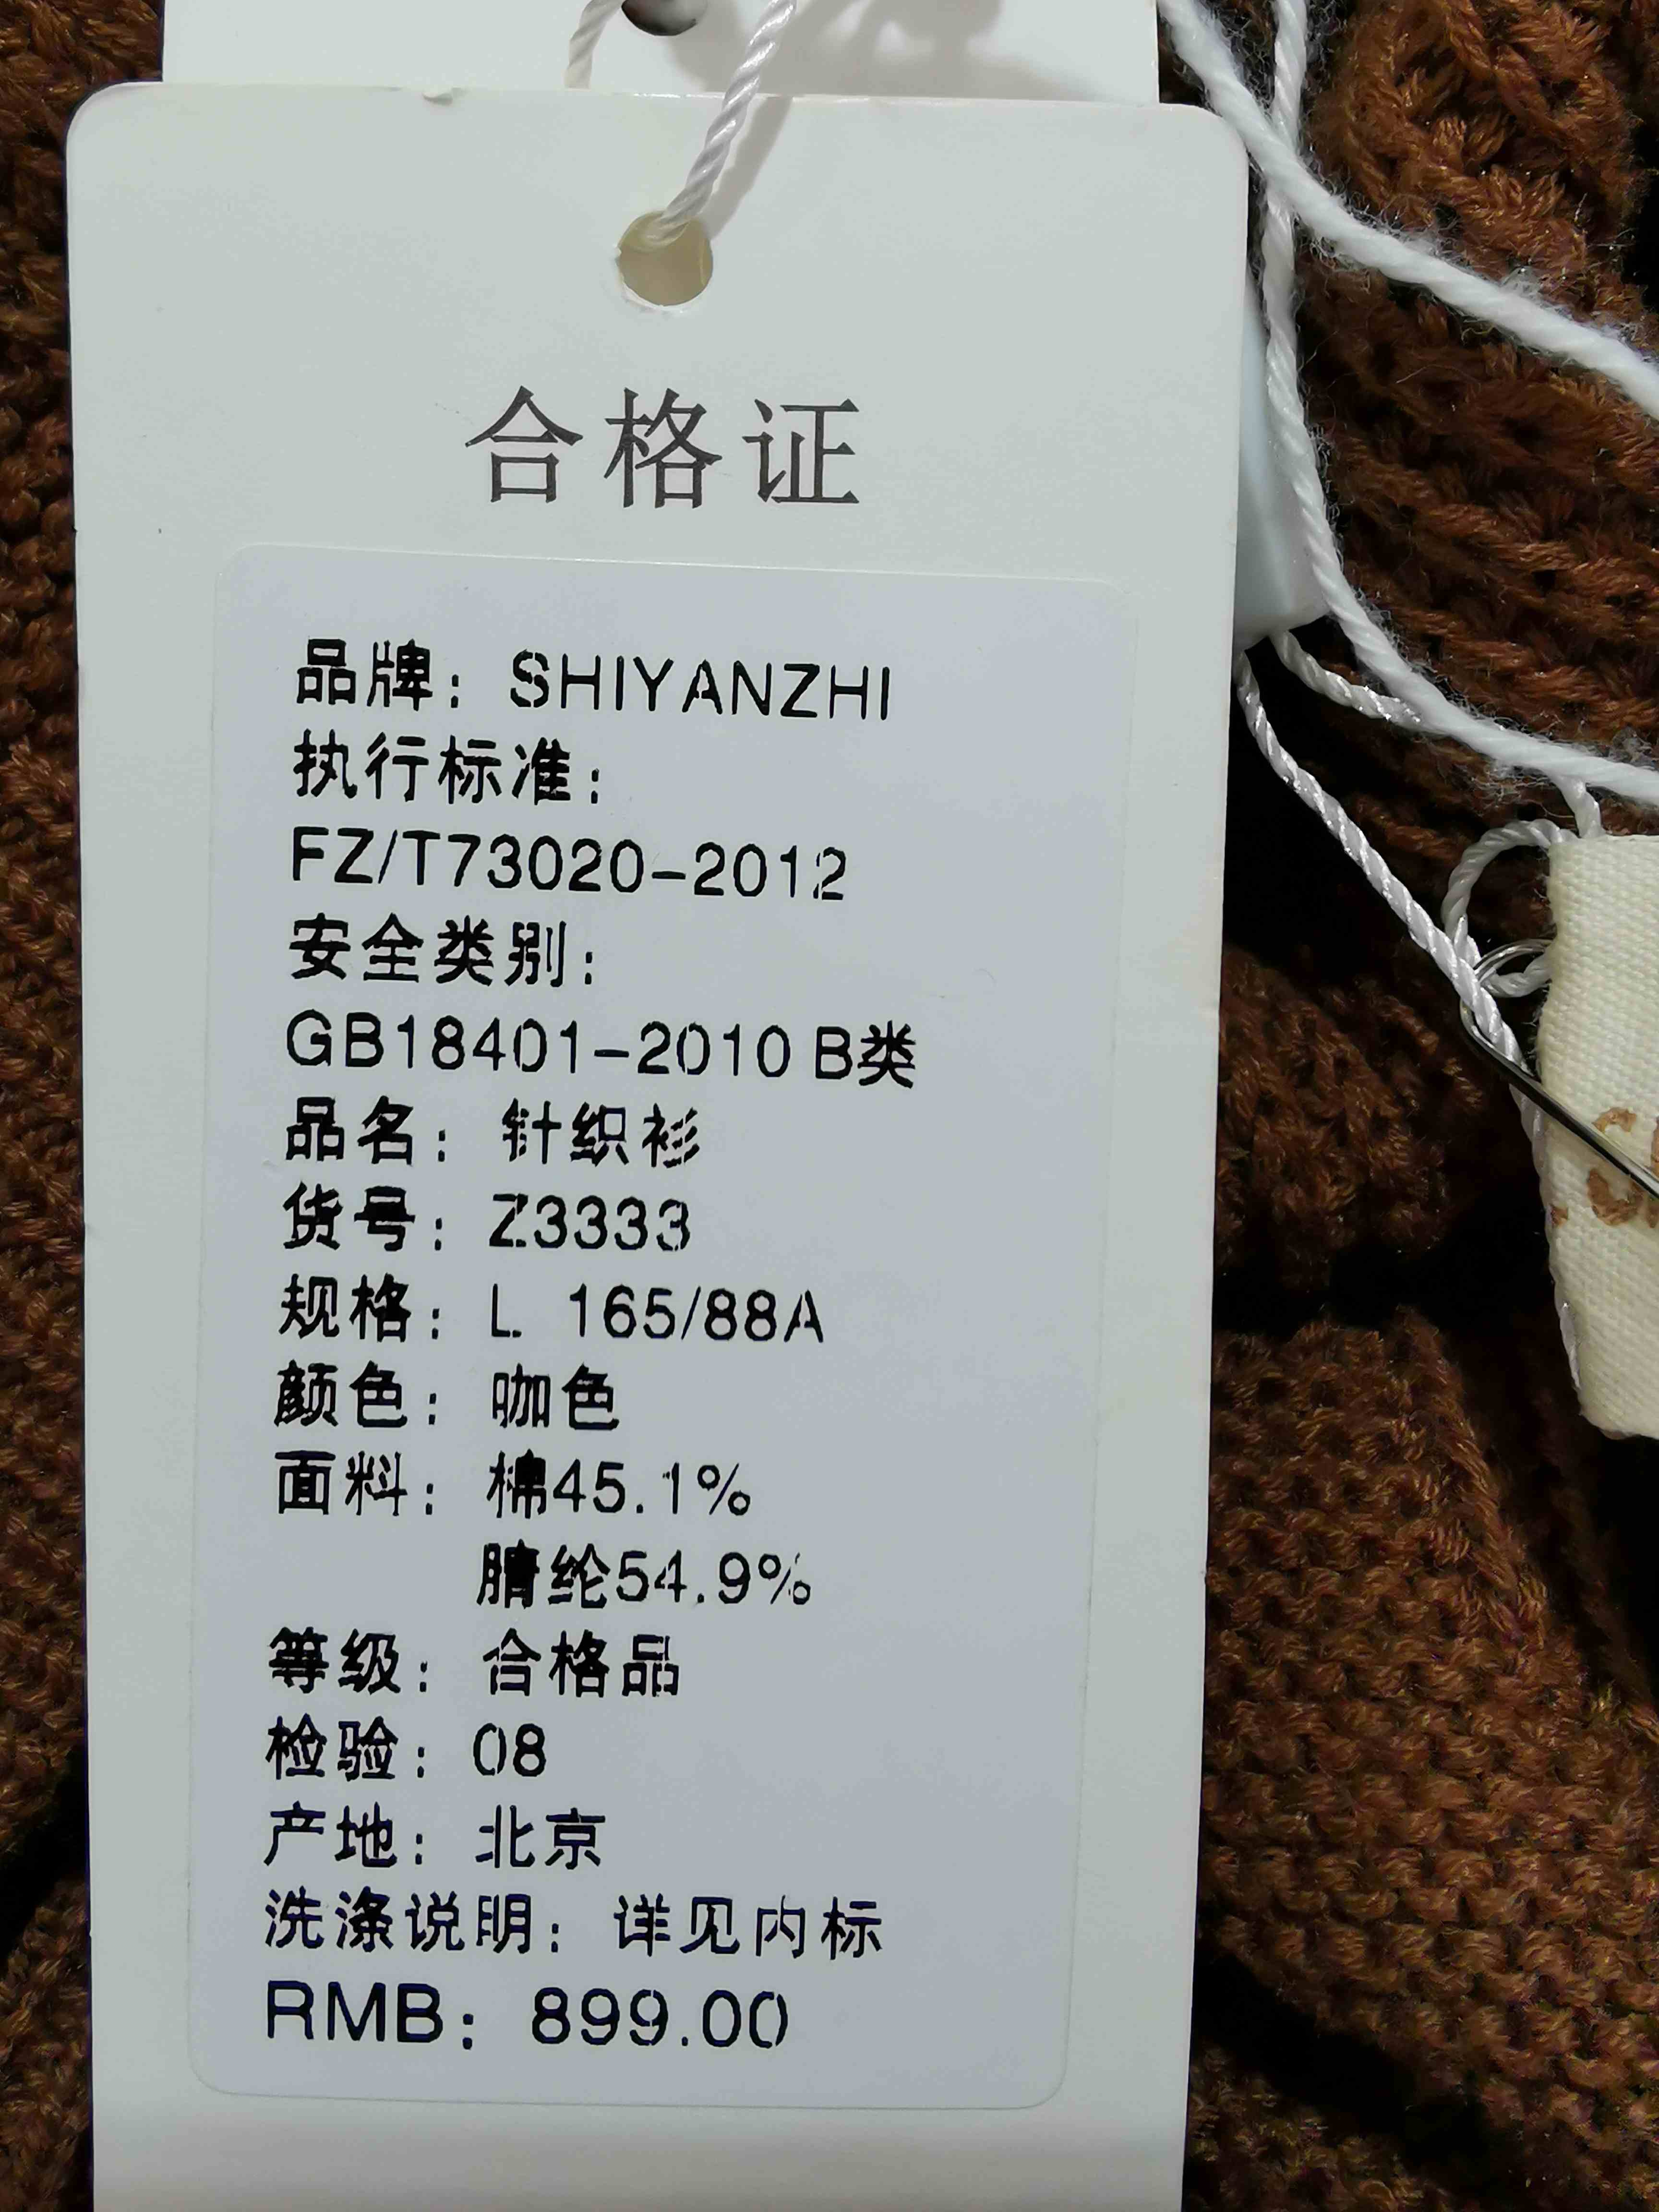 合格证
品牌：SHIYANZHI
执行标准：
FZ/T73020-2012
安全类别：
GB18401-2010 B类
品名：针织衫
货号：Z3333
规格：L 165/88A
颜色：咖色
面料：棉45.1%
腈纶54.9%
等级：合格品
检验：08
产地：北京
洗涤说明：详见内标
RMB：899.00